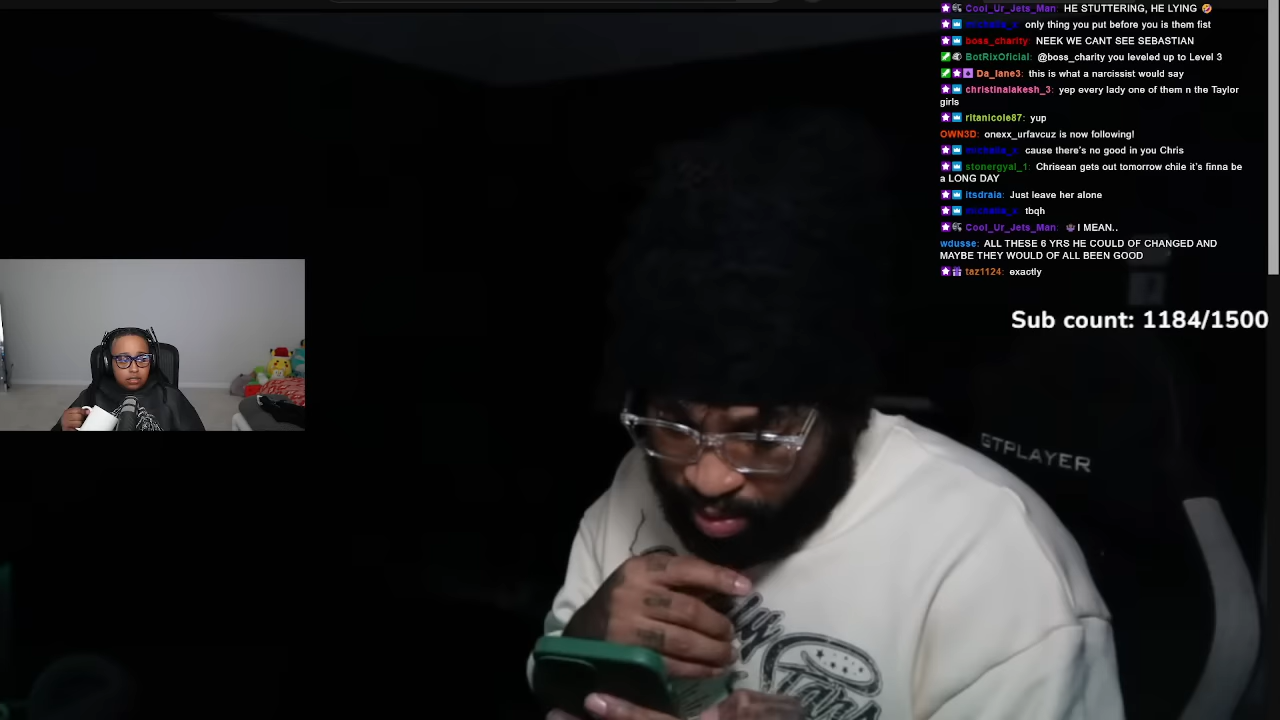 Cool_Ur_Jets_Man: HE STUTTERING, HE LYING 🤣
only thing you put before you is them fist
boss_charity: NEEK WE CANT SEE SEBASTIAN
BotRixOficial: @boss_charity you leveled up to Level 3
Da_lane3: this is what a narcissist would say
christinalakesh_3: yep every lady one of them n the Taylor
girls
ritanicole87: yup
OWN3D: onexx_urfavcuz is now following!
cause there's no good in you Chris
stonergyal_1: Chrisean gets out tomorrow chile it's finna be
a LONG DAY
itsdraia: Just leave her alone
tbqh
Cool_Ur_Jets_Man: I MEAN..
wdusse: ALL THESE 6 YRS HE COULD OF CHANGED AND
MAYBE THEY WOULD OF ALL BEEN GOOD
taz1124: exactly
Sub count: 1184/1500
GTPLAYER